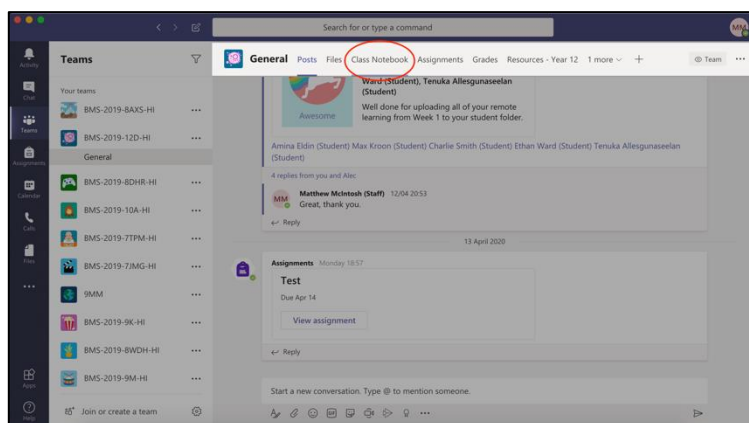 Search for or type a command
MM
Activity
Chat
Teams
Assignments
Calendar
Calls
Files
Apps
Help
Teams
Your teams
BMS-2019-8AXS-HI
BMS-2019-12D-HI
General
BMS-2019-8DHR-HI
BMS-2019-10A-HI
BMS-2019-7TPM-HI
BMS-2019-7JMG-HI
9MM
BMS-2019-9K-HI
BMS-2019-8WDH-HI
BMS-2019-9M-HI
Join or create a team
General Posts Files Class Notebook Assignments Grades Resources - Year 12 1 more Team
Awesome
Ward (Student), Tenuka Allesgunaseelan
(Student)
Well done for uploading all of your remote
learning from Week 1 to your student folder.
Amina Eldin (Student) Max Kroon (Student) Charlie Smith (Student) Ethan Ward (Student) Tenuka Allesgunaseelan
(Student)
4 replies from you and Alec
MM
Matthew McIntosh (Staff) 12/04 20:53
Great, thank you.
Reply
13 April 2020
Assignments Monday 18:57
Test
Due Apr 14
View assignment
Reply
Start a new conversation. Type @ to mention someone.
GIF